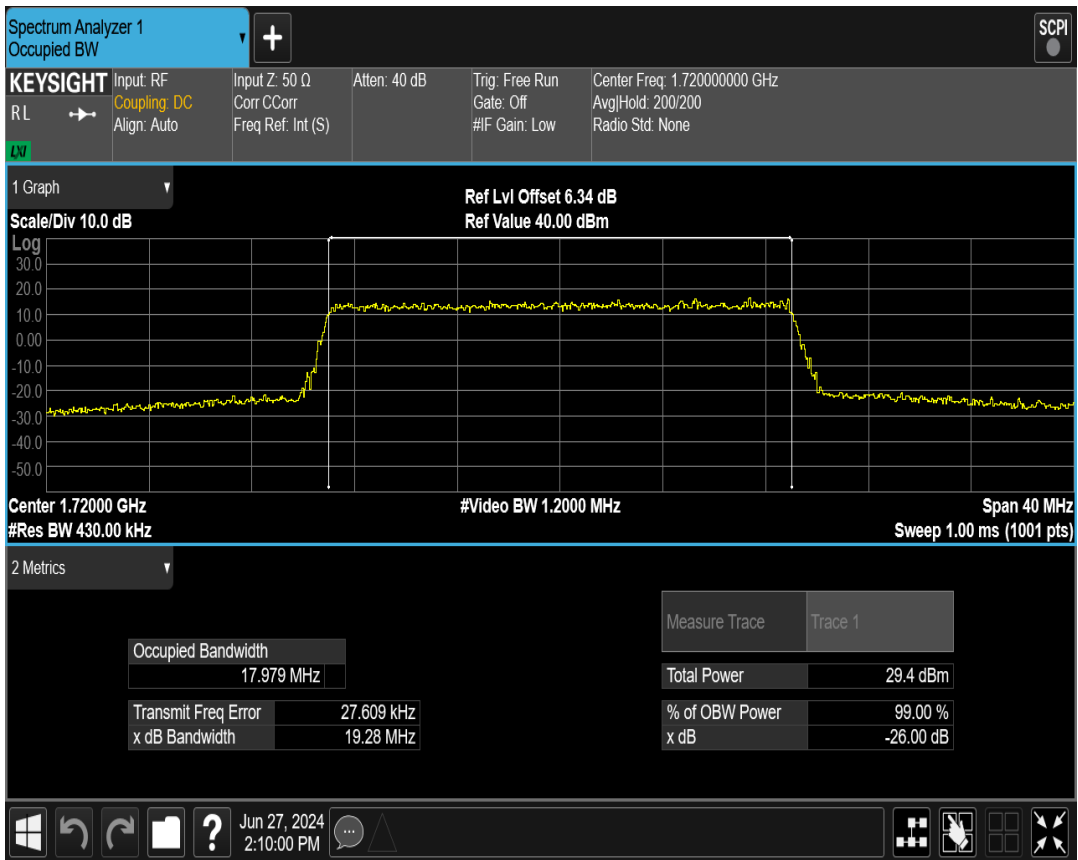 Spectrum Analyzer 1
Occupied BW
SCPI
KEYSIGHT
RL
LXI
Input: RF
Coupling: DC
Align: Auto
Input Z: 50 Ω
Corr CCorr
Freq Ref: Int (S)
Atten: 40 dB
Trig: Free Run
Gate: Off
#IF Gain: Low
Center Freq: 1.720000000 GHz
Avg|Hold: 200/200
Radio Std: None
1 Graph
Scale/Div 10.0 dB
Ref Lvl Offset 6.34 dB
Ref Value 40.00 dBm
Log
30.0
20.0
10.0
0.00
-10.0
-20.0
-30.0
-40.0
-50.0
Center 1.72000 GHz
#Video BW 1.2000 MHz
Span 40 MHz
#Res BW 430.00 kHz
Sweep 1.00 ms (1001 pts)
2 Metrics
Measure Trace Trace 1
Occupied Bandwidth
17.979 MHz
Total Power 29.4 dBm
Transmit Freq Error 27.609 kHz
% of OBW Power 99.00 %
x dB Bandwidth 19.28 MHz
x dB -26.00 dB
Jun 27, 2024
2:10:00 PM